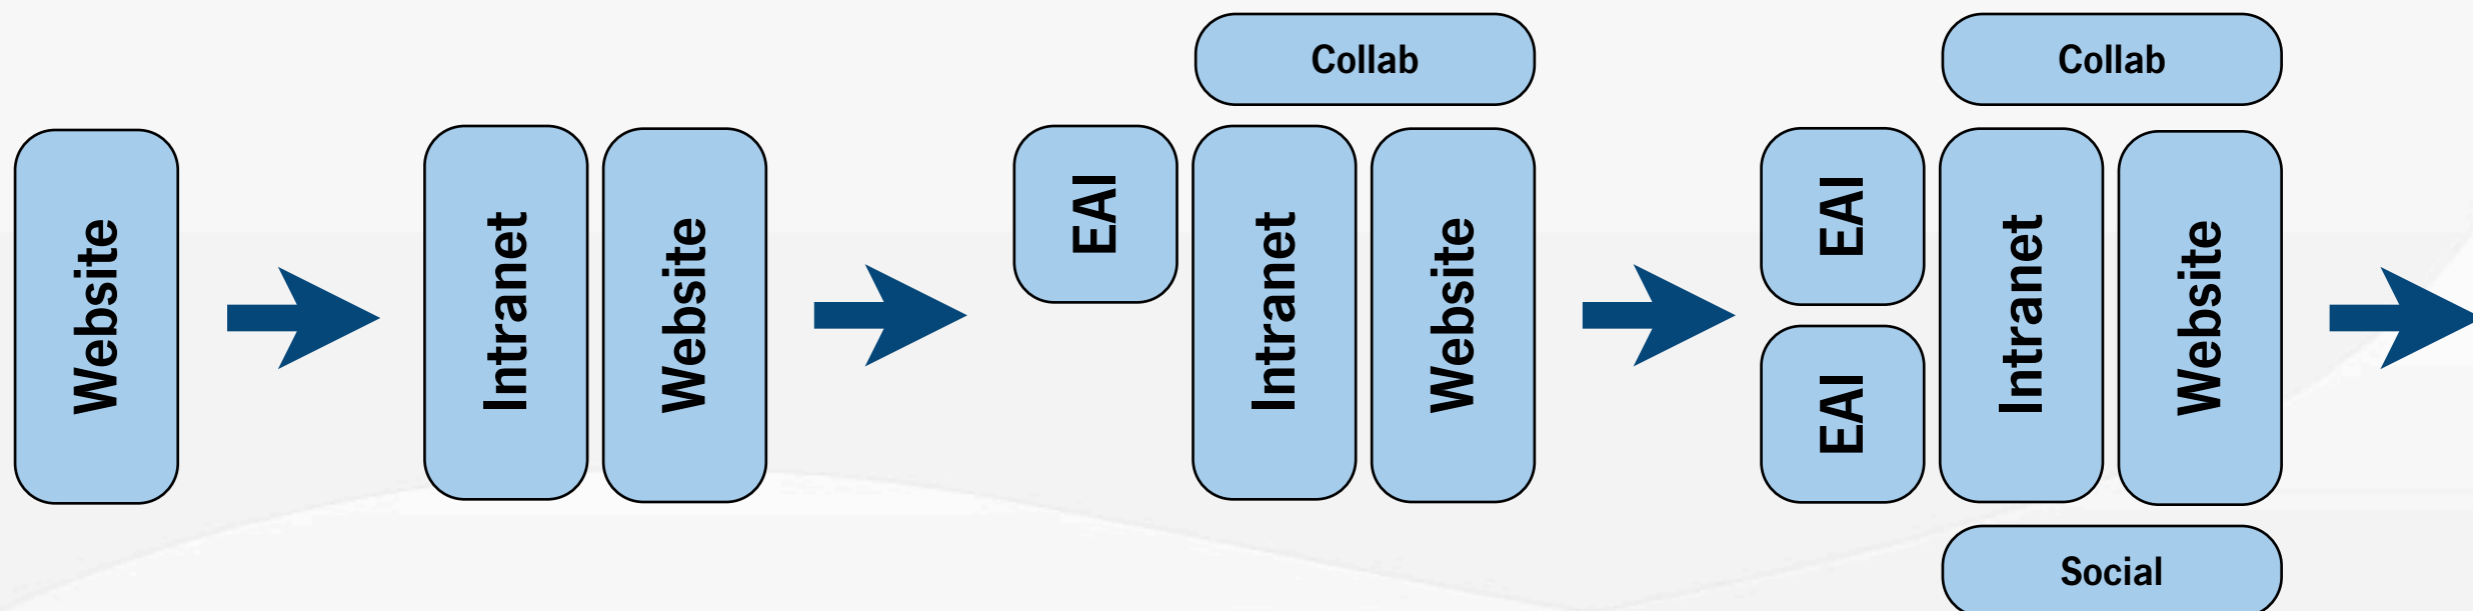 Website
Intranet
Website
Collab
EAI
Intranet
Website
Collab
EAI
EAI
Intranet
Website
Social